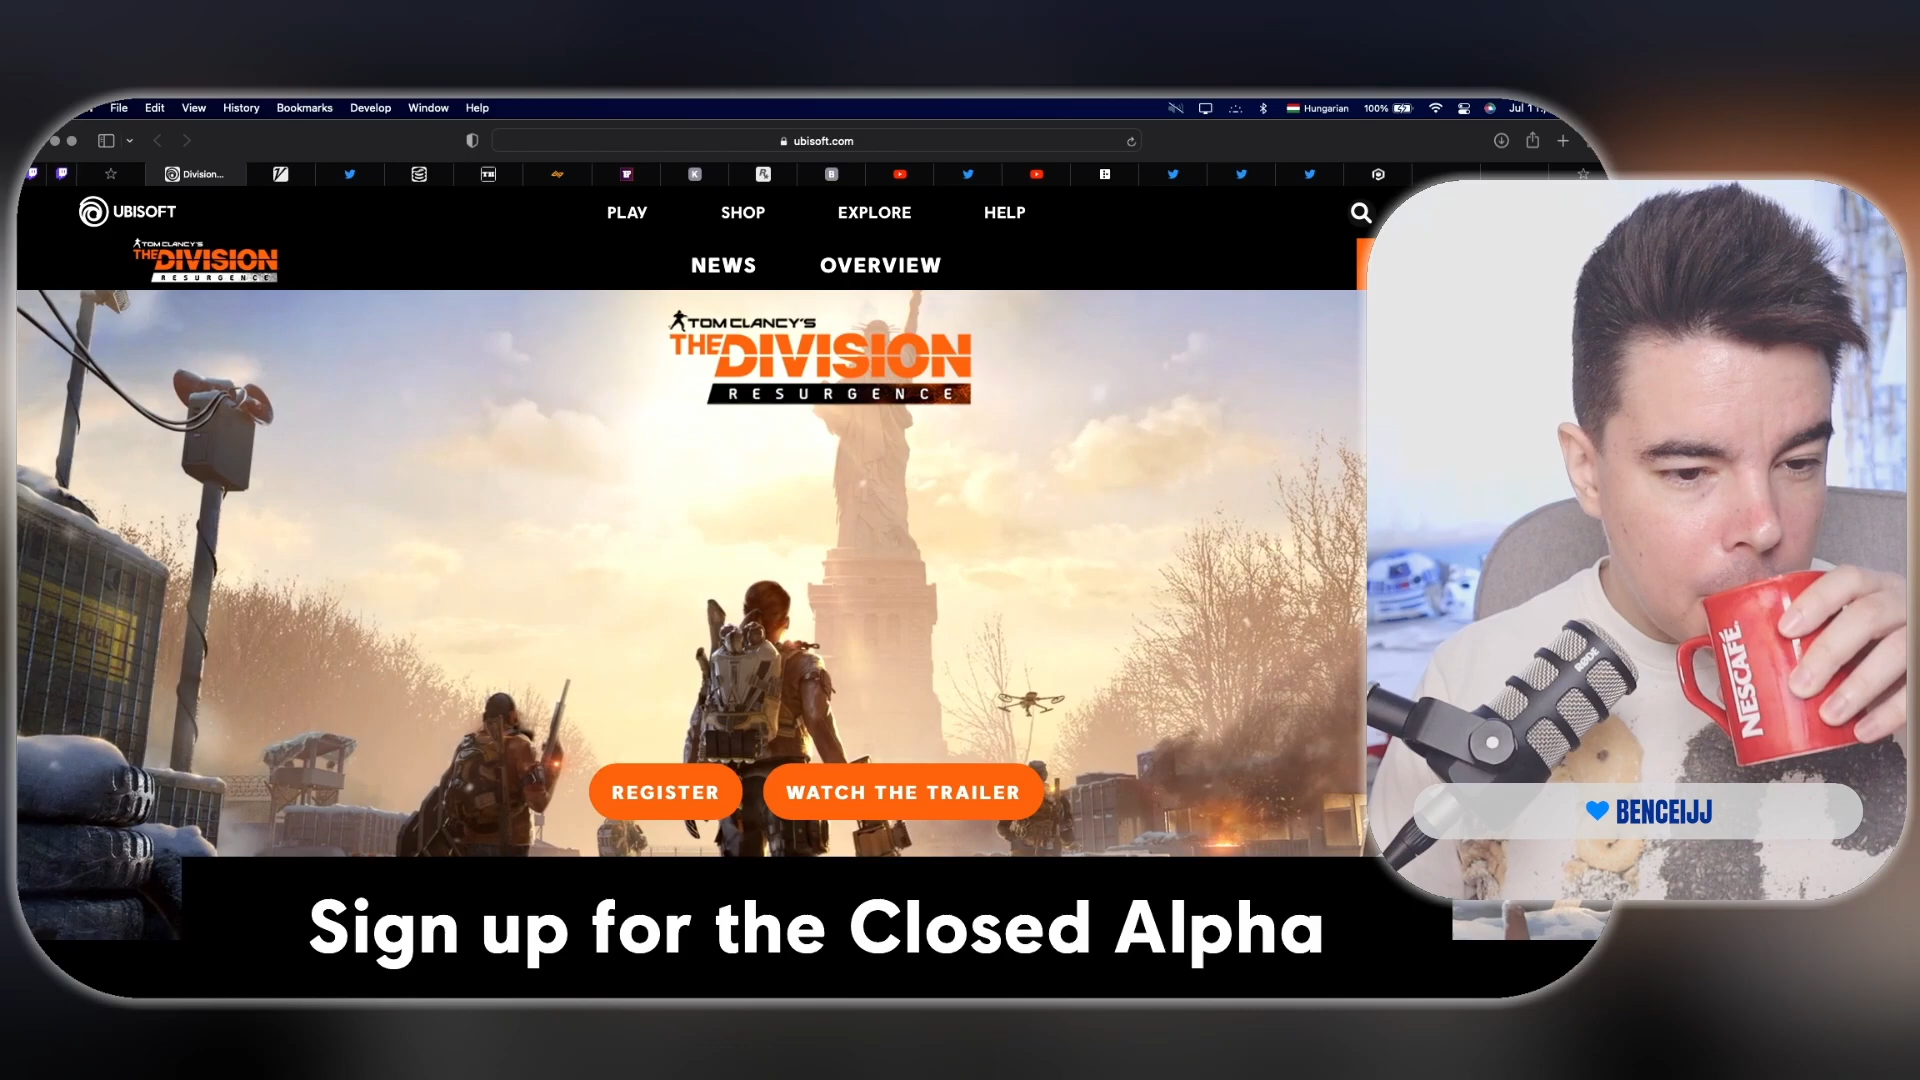 File Edit View History Bookmarks Develop Window Help
Hungarian 100%
ubisoft.com
Division...
UBISOFT
PLAY SHOP EXPLORE HELP
TOM CLANCY'S
THE DIVISION
RESURGENCE
NEWS OVERVIEW
TOM CLANCY'S
THE DIVISION
RESURGENCE
REGISTER WATCH THE TRAILER
Sign up for the Closed Alpha
RØDE
NESCAFÉ
BENCEIJJ